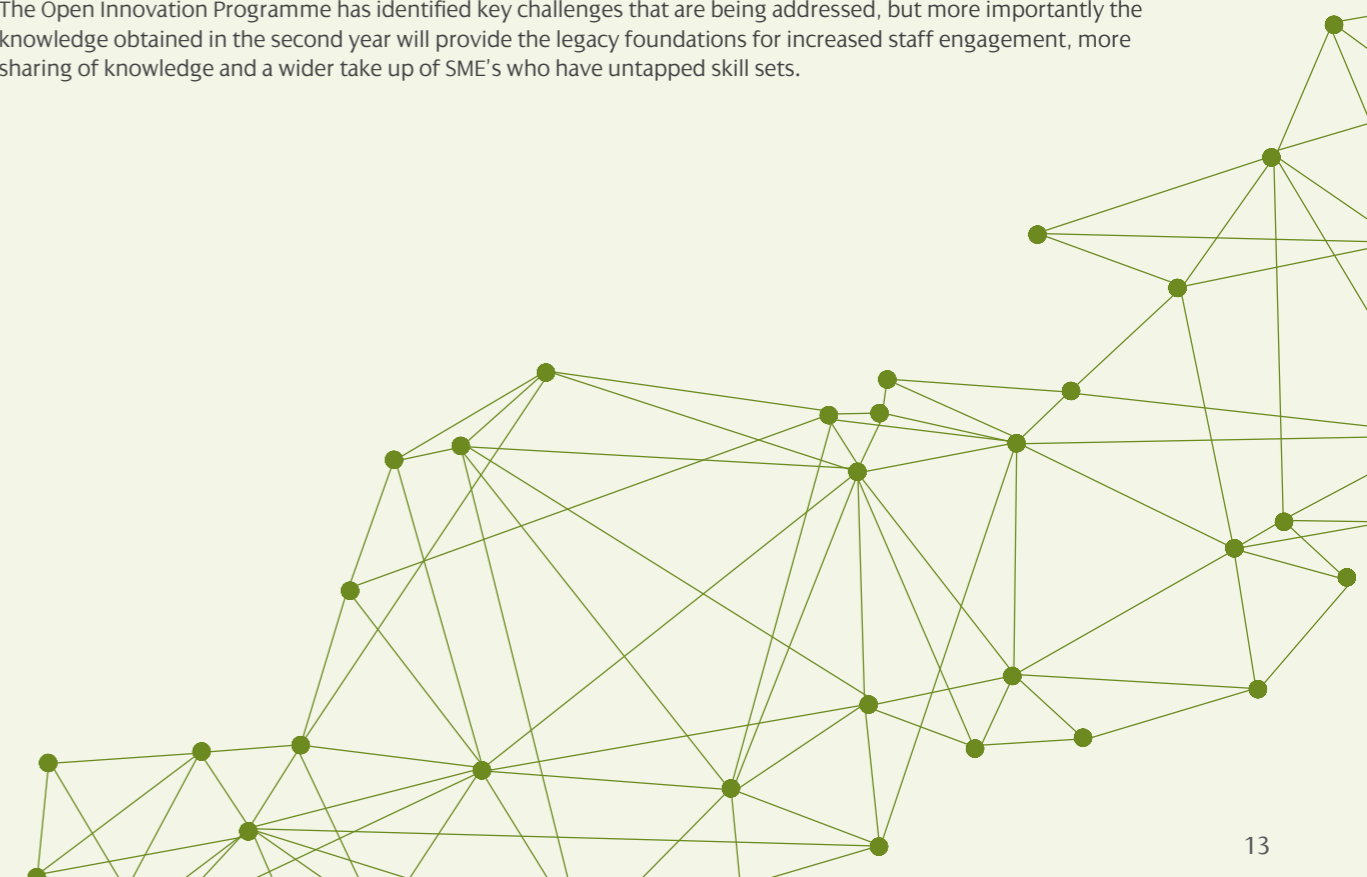 The Open Innovation Programme has identified key challenges that are being addressed, but more importantly the
knowledge obtained in the second year will provide the legacy foundations for increased staff engagement, more
sharing of knowledge and a wider take up of SME's who have untapped skill sets.
13